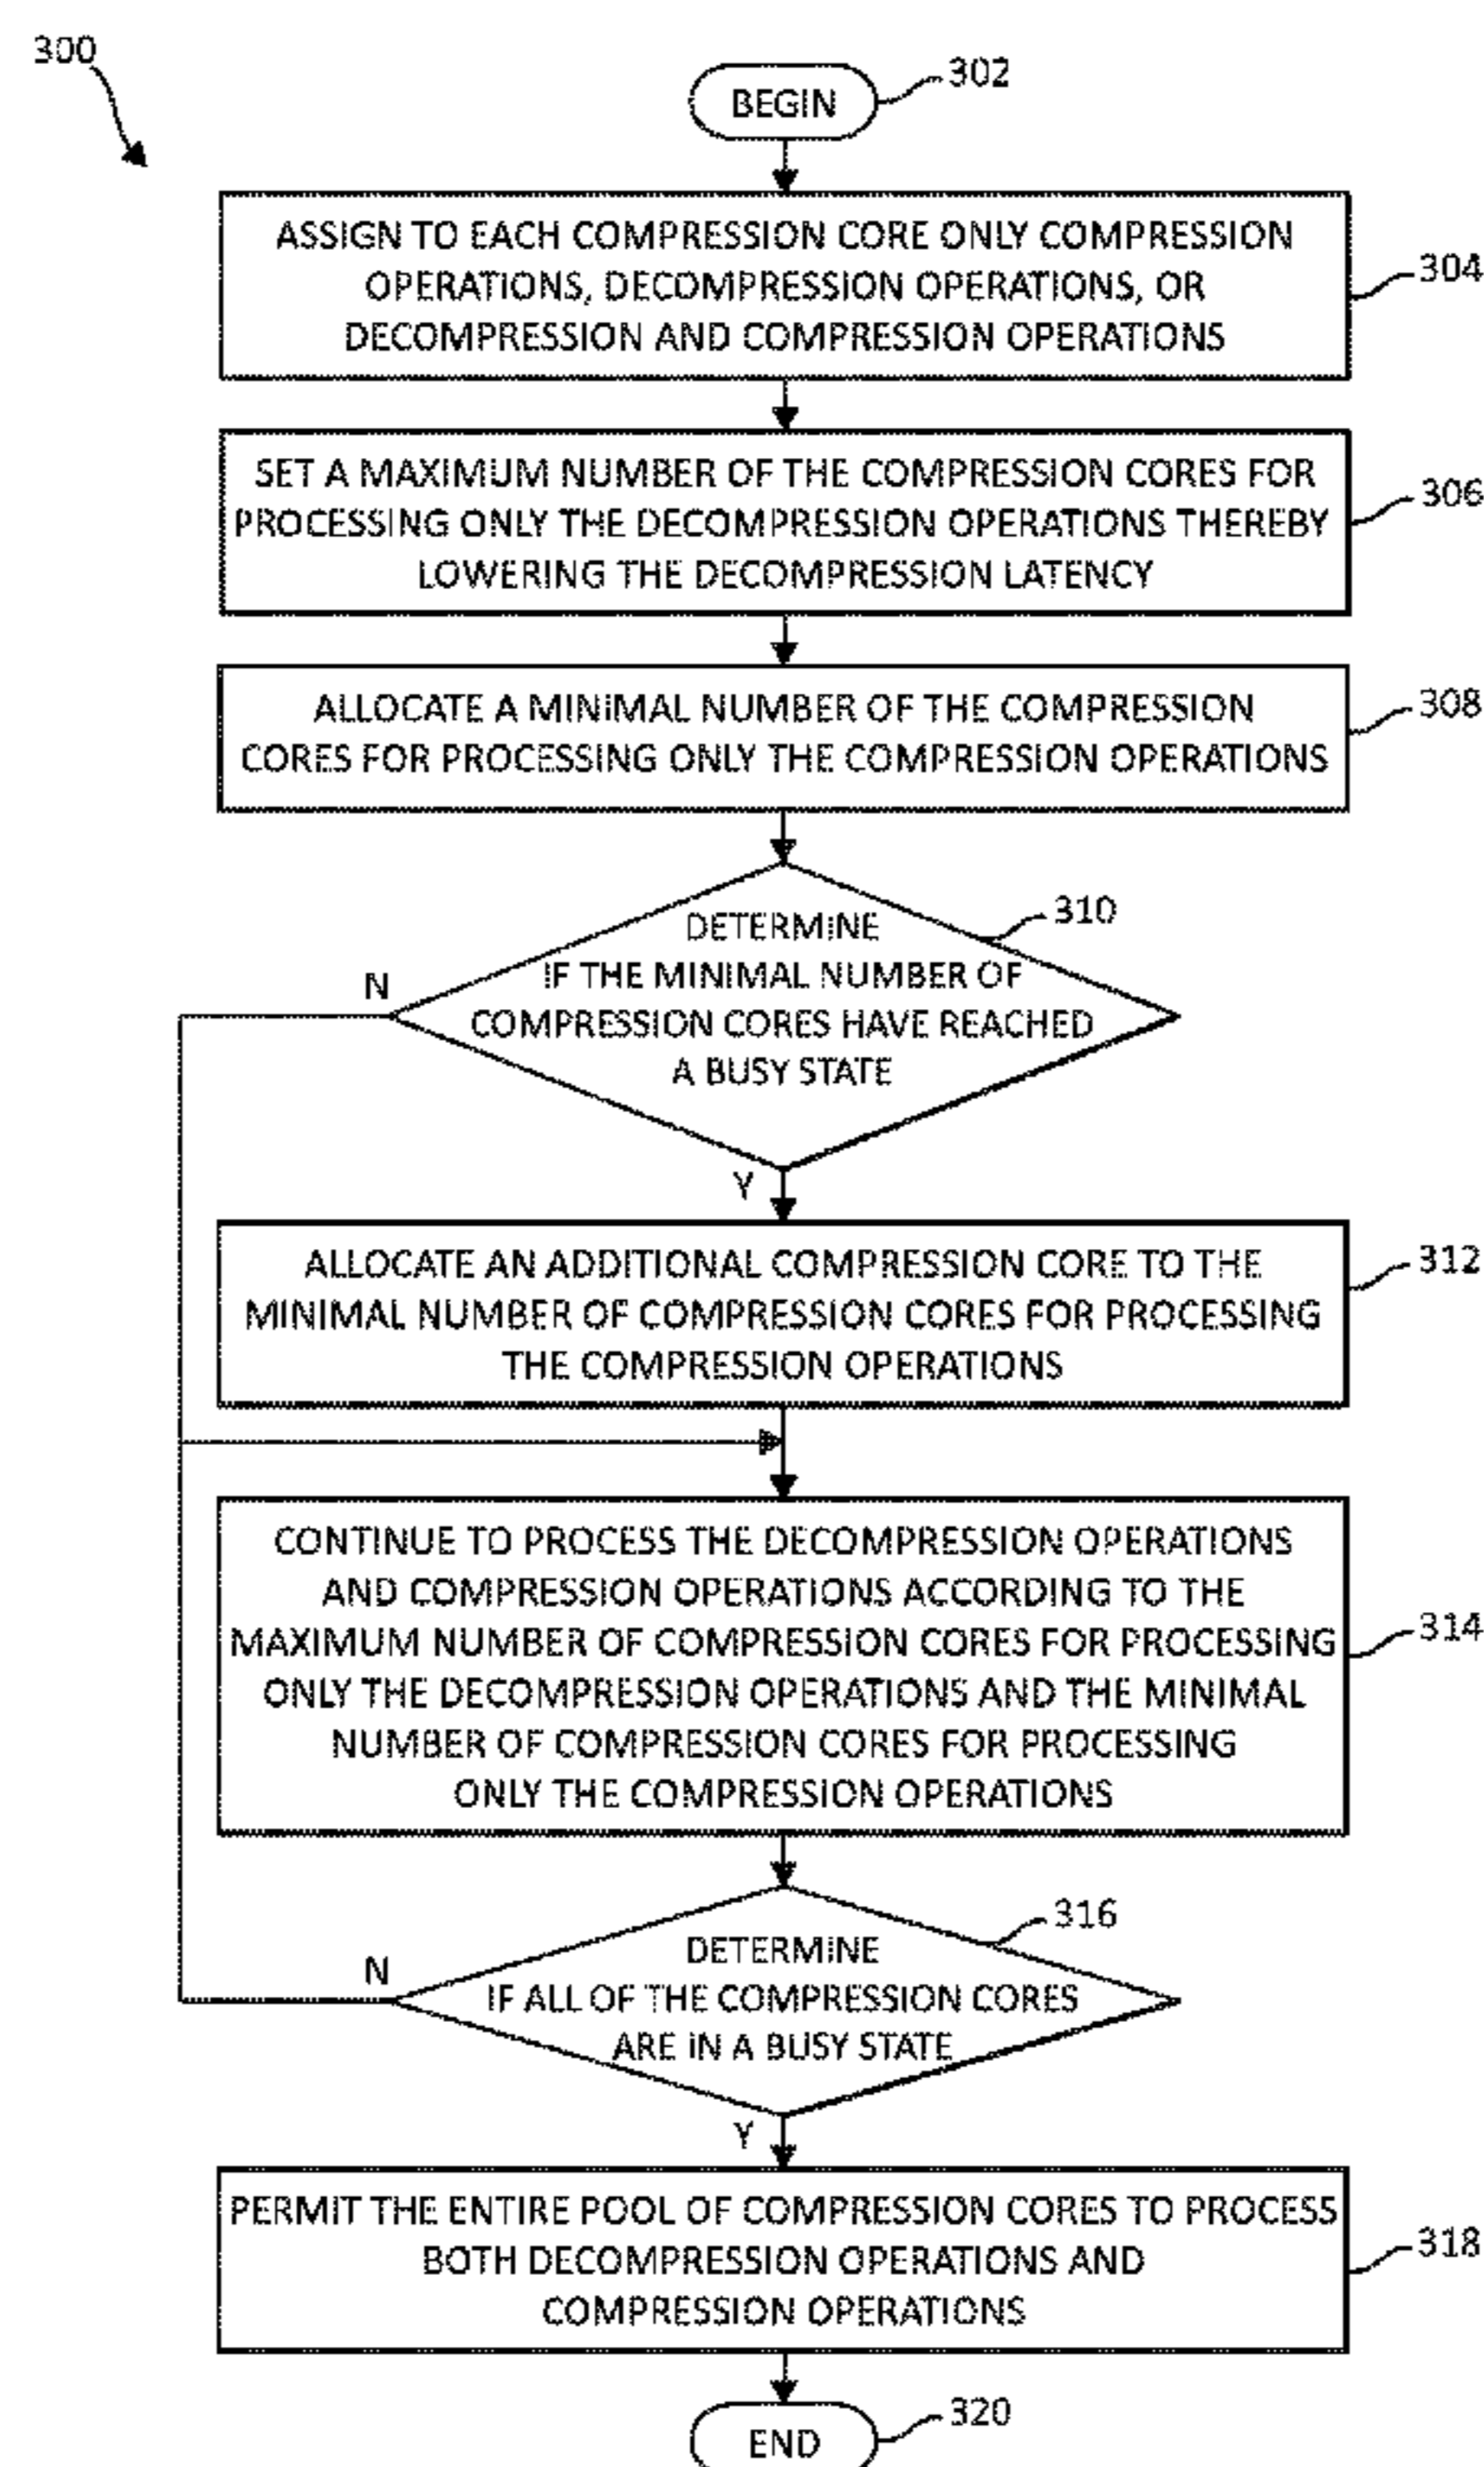 300
BEGIN
302
ASSIGN TO EACH COMPRESSION CORE ONLY COMPRESSION
OPERATIONS, DECOMPRESSION OPERATIONS, OR
DECOMPRESSION AND COMPRESSION OPERATIONS
304
SET A MAXIMUM NUMBER OF THE COMPRESSION CORES FOR
PROCESSING ONLY THE DECOMPRESSION OPERATIONS THEREBY
LOWERING THE DECOMPRESSION LATENCY
306
ALLOCATE A MINIMAL NUMBER OF THE COMPRESSION
CORES FOR PROCESSING ONLY THE COMPRESSION OPERATIONS
308
DETERMINE
IF THE MINIMAL NUMBER OF
COMPRESSION CORES HAVE REACHED
A BUSY STATE
310
N
Y
ALLOCATE AN ADDITIONAL COMPRESSION CORE TO THE
MINIMAL NUMBER OF COMPRESSION CORES FOR PROCESSING
THE COMPRESSION OPERATIONS
312
CONTINUE TO PROCESS THE DECOMPRESSION OPERATIONS
AND COMPRESSION OPERATIONS ACCORDING TO THE
MAXIMUM NUMBER OF COMPRESSION CORES FOR PROCESSING
ONLY THE DECOMPRESSION OPERATIONS AND THE MINIMAL
NUMBER OF COMPRESSION CORES FOR PROCESSING
ONLY THE COMPRESSION OPERATIONS
314
DETERMINE
IF ALL OF THE COMPRESSION CORES
ARE IN A BUSY STATE
316
N
Y
PERMIT THE ENTIRE POOL OF COMPRESSION CORES TO PROCESS
BOTH DECOMPRESSION OPERATIONS AND
COMPRESSION OPERATIONS
318
END
320